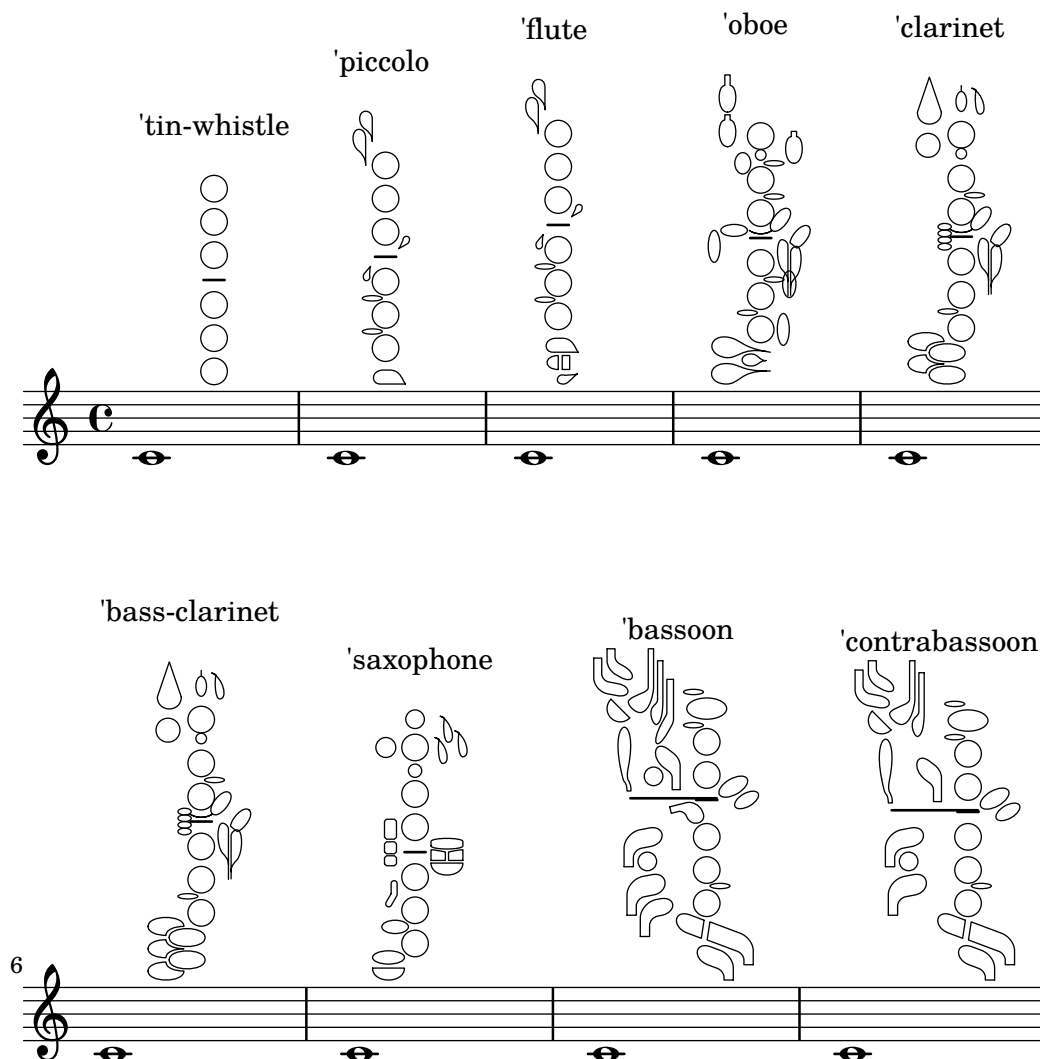 'tin-whistle
'piccolo
'flute
'oboe
'clarinet
6
'bass-clarinet
'saxophone
'bassoon
'contrabassoon